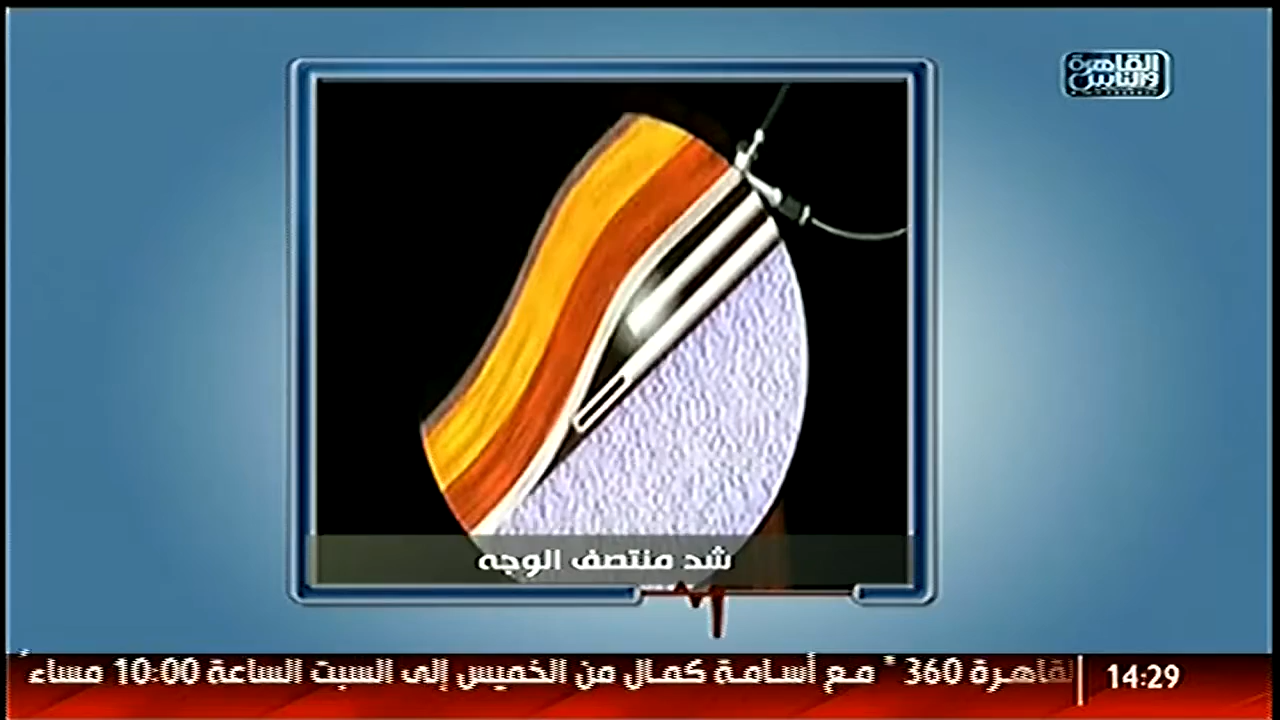 القاهرة
والناس
شد منتصف الوجه
لقاهرة 360 " مع أسامة كمال من الخميس إلى السبت الساعة 10:00 مساءً
14:29